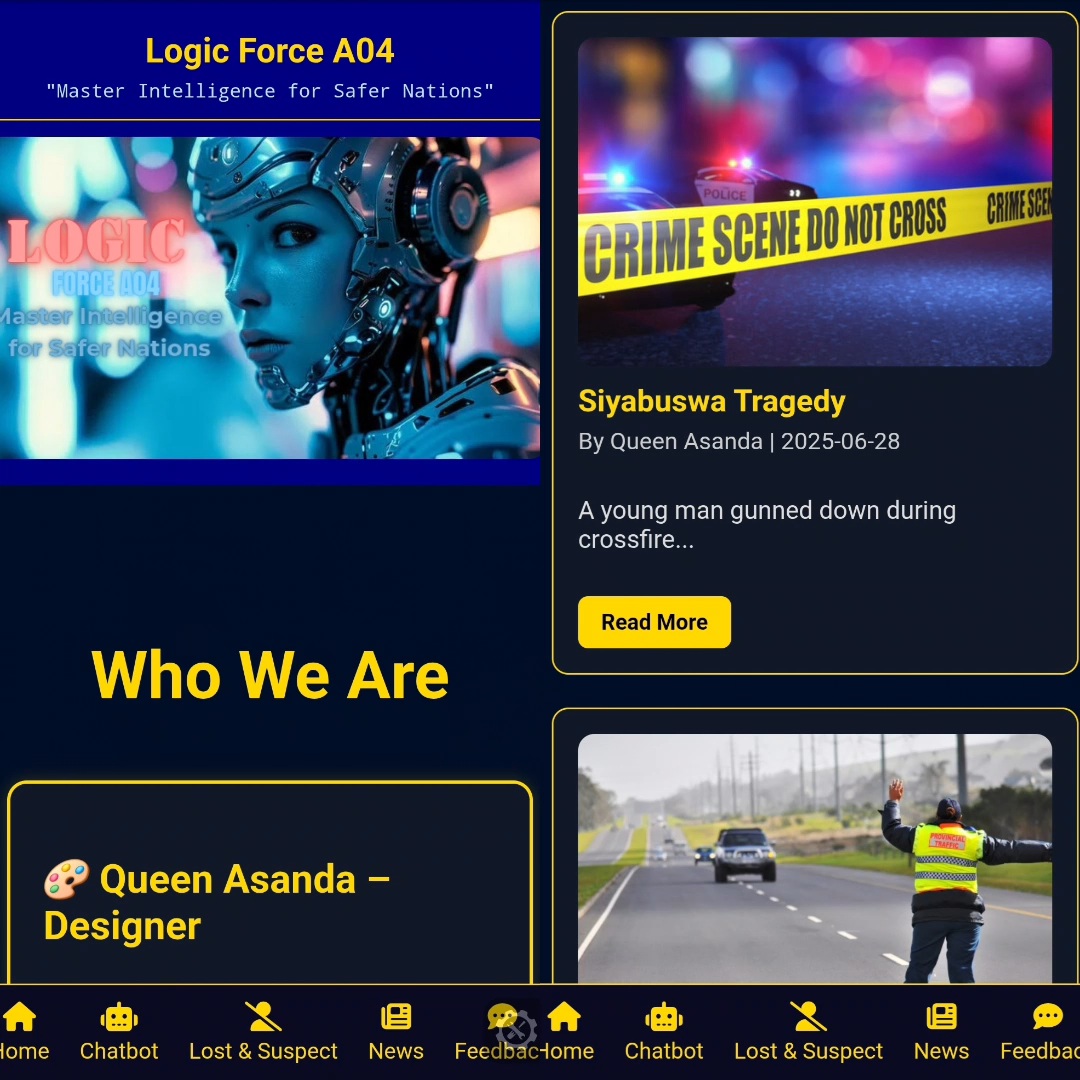 Logic Force A04
"Master Intelligence for Safer Nations"
LOGIC
FORCE A04
Master Intelligence
for Safer Nations
Who We Are
🎨 Queen Asanda –
Designer
Home
Chatbot
Lost & Suspect
News
Feedbac
POLICE
CRIME SCENE DO NOT CROSS
CRIME SCEN
Siyabuswa Tragedy
By Queen Asanda | 2025-06-28
A young man gunned down during
crossfire...
Read More
PROVINCIAL
TRAFFIC
Home
Chatbot
Lost & Suspect
News
Feedbac